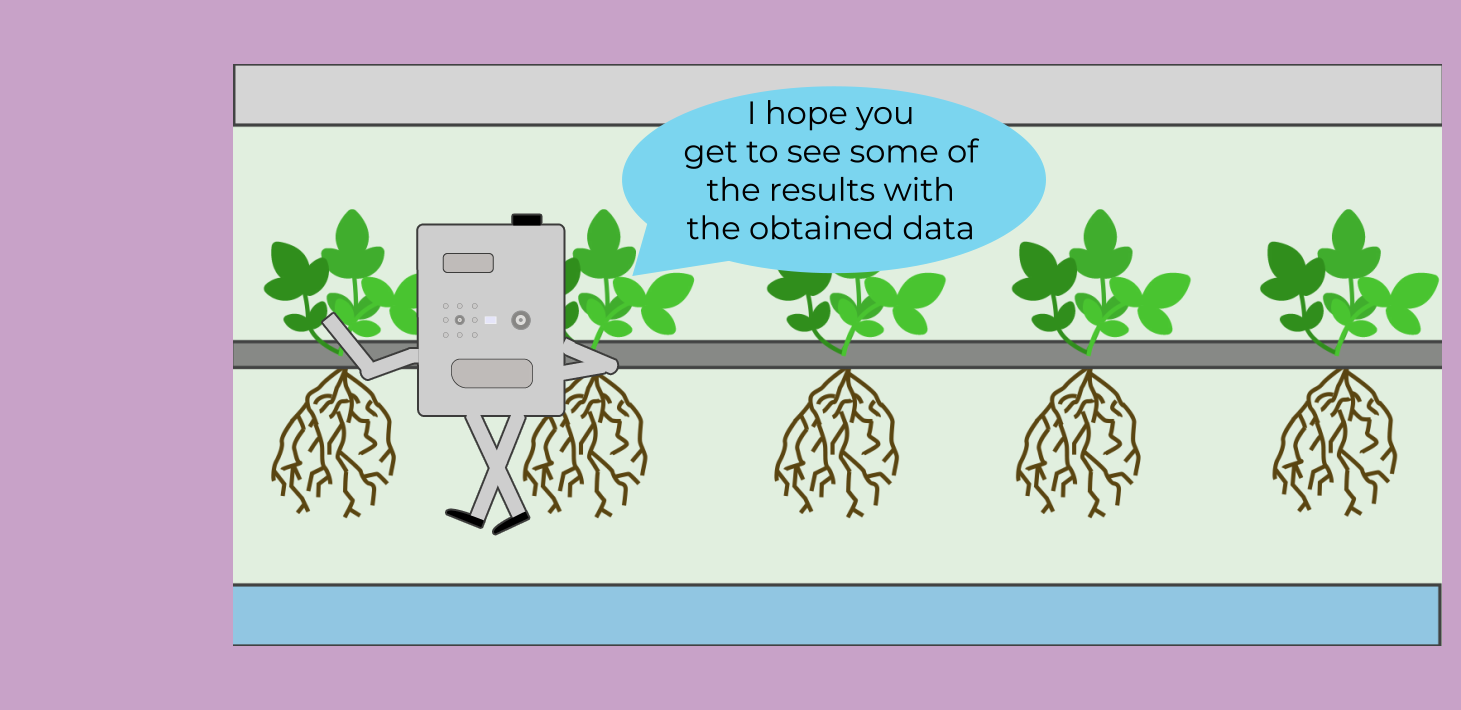 I hope you
get to see some of
the results with
the obtained data